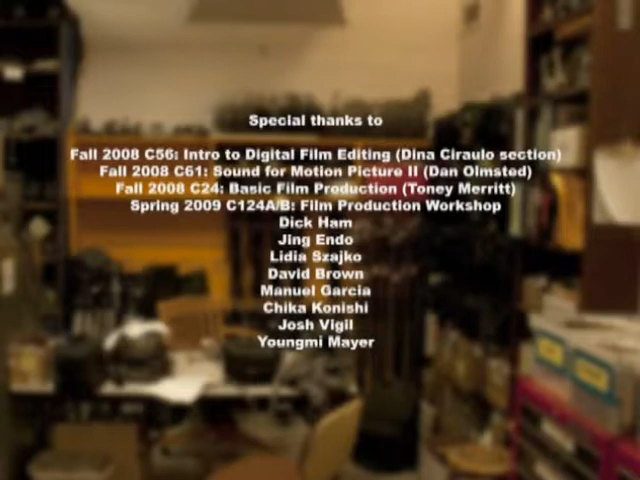 Special thanks to
Fall 2008 C56: Intro to Digital Film Editing (Dina Ciraulo section)
Fall 2008 C61: Sound for Motion Picture II (Dan Olmsted)
Fall 2008 C24: Basic Film Production (Toney Merritt)
Spring 2009 C124A/B: Film Production Workshop
Dick Ham
Jing Endo
Lidia Szajko
David Brown
Manuel Garcia
Chika Konishi
Josh Vigil
Youngmi Mayer